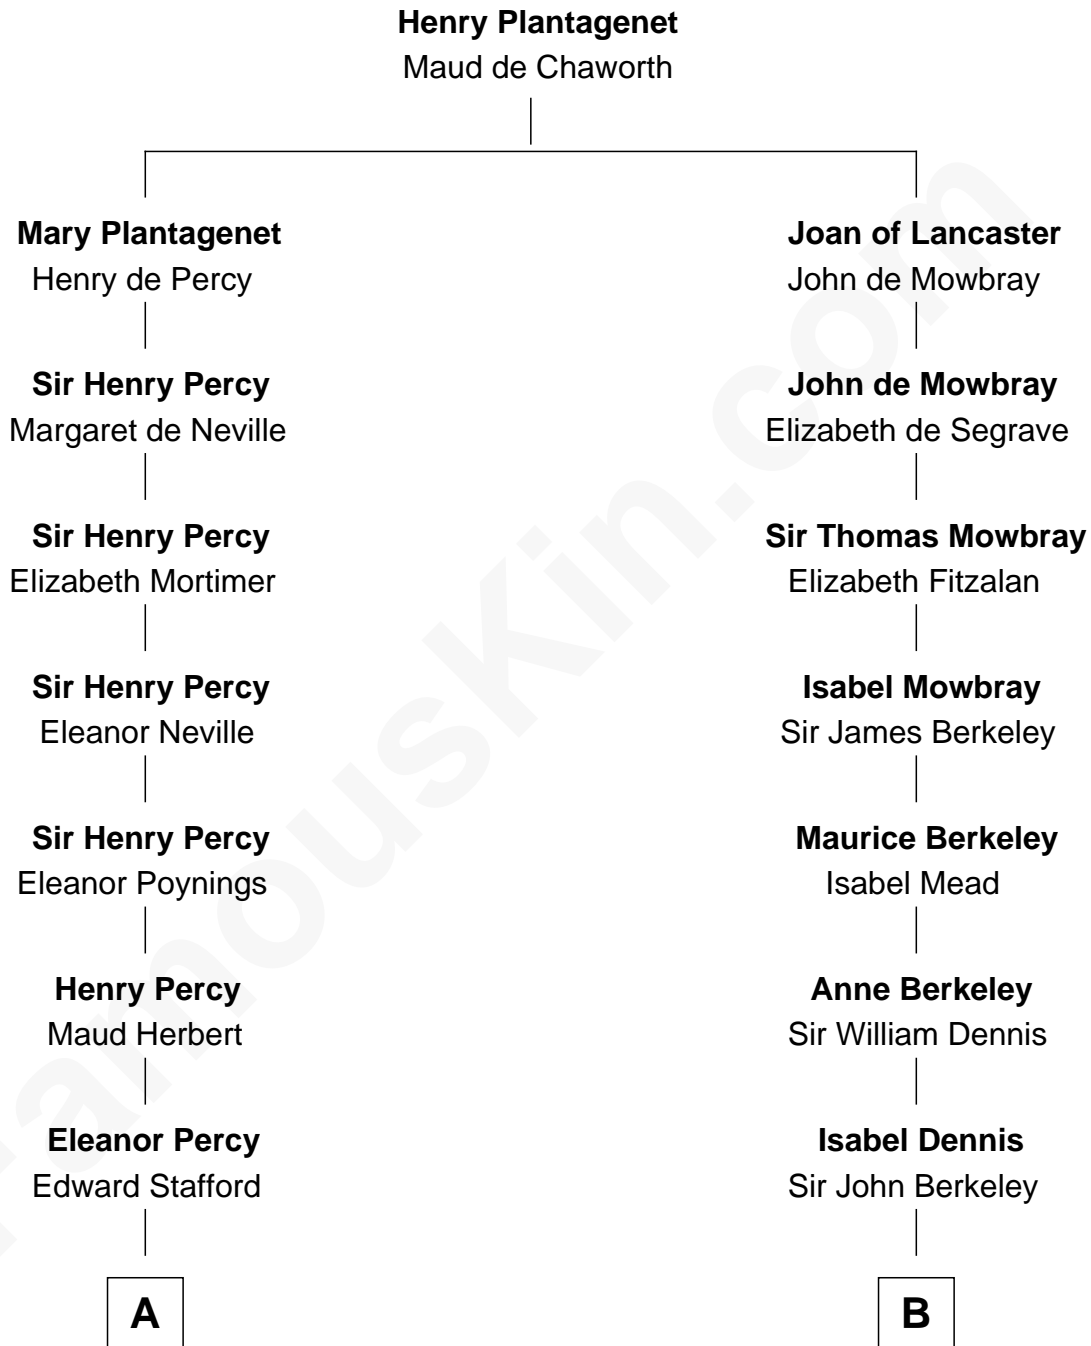 Henry Plantagenet
Maud de Chaworth
Mary Plantagenet
Henry de Percy
Joan of Lancaster
John de Mowbray
Sir Henry Percy
Margaret de Neville
John de Mowbray
Elizabeth de Segrave
Sir Henry Percy
Elizabeth Mortimer
Sir Thomas Mowbray
Elizabeth Fitzalan
Sir Henry Percy
Eleanor Neville
Isabel Mowbray
Sir James Berkeley
Sir Henry Percy
Eleanor Poynings
Maurice Berkeley
Isabel Mead
Henry Percy
Maud Herbert
Anne Berkeley
Sir William Dennis
Eleanor Percy
Edward Stafford
Isabel Dennis
Sir John Berkeley
A
B
FamousKin.com